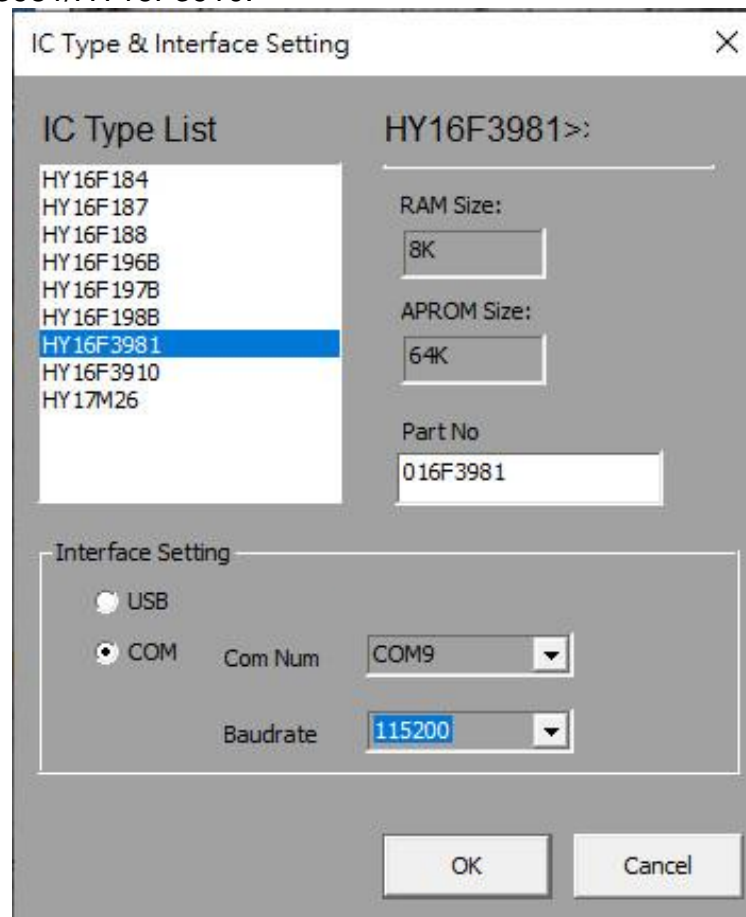 IC Type & Interface Setting
IC Type List
HY16F184
HY16F187
HY16F188
HY16F196B
HY16F197B
HY16F198B
HY16F3981
HY16F3910
HY17M26
HY16F3981>:
RAM Size:
8K
APROM Size:
64K
Part No
016F3981
Interface Setting
USB
COM
Com Num
COM9
Baudrate
115200
OK
Cancel